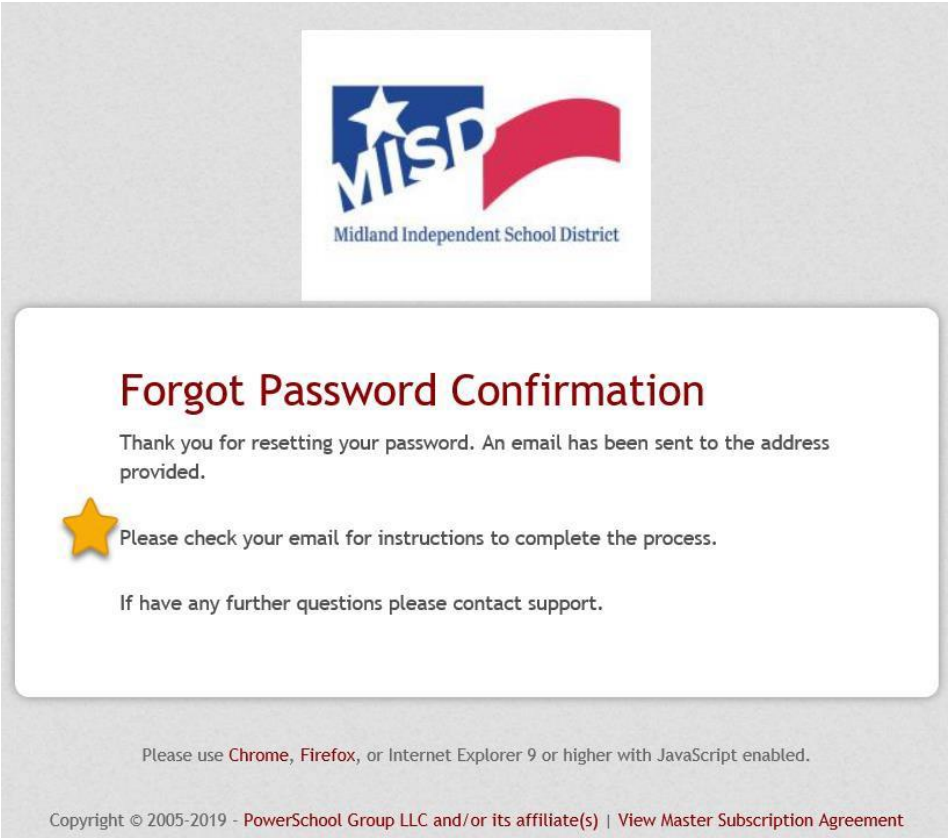 MISD
Midland Independent School District
Forgot Password Confirmation
Thank you for resetting your password. An email has been sent to the address
provided.
Please check your email for instructions to complete the process.
If have any further questions please contact support.
Please use Chrome, Firefox, or Internet Explorer 9 or higher with JavaScript enabled.
Copyright © 2005-2019 - PowerSchool Group LLC and/or its affiliate(s) | View Master Subscription Agreement